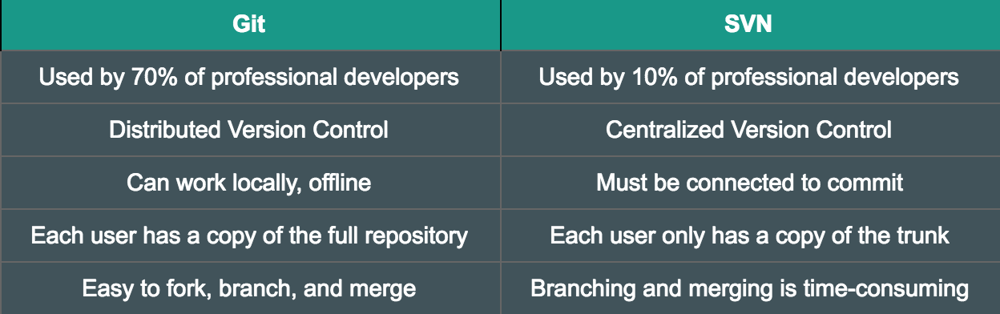 Git SVN
Used by 70% of professional developers Used by 10% of professional developers
Distributed Version Control Centralized Version Control
Can work locally, offline Must be connected to commit
Each user has a copy of the full repository Each user only has a copy of the trunk
Easy to fork, branch, and merge Branching and merging is time-consuming